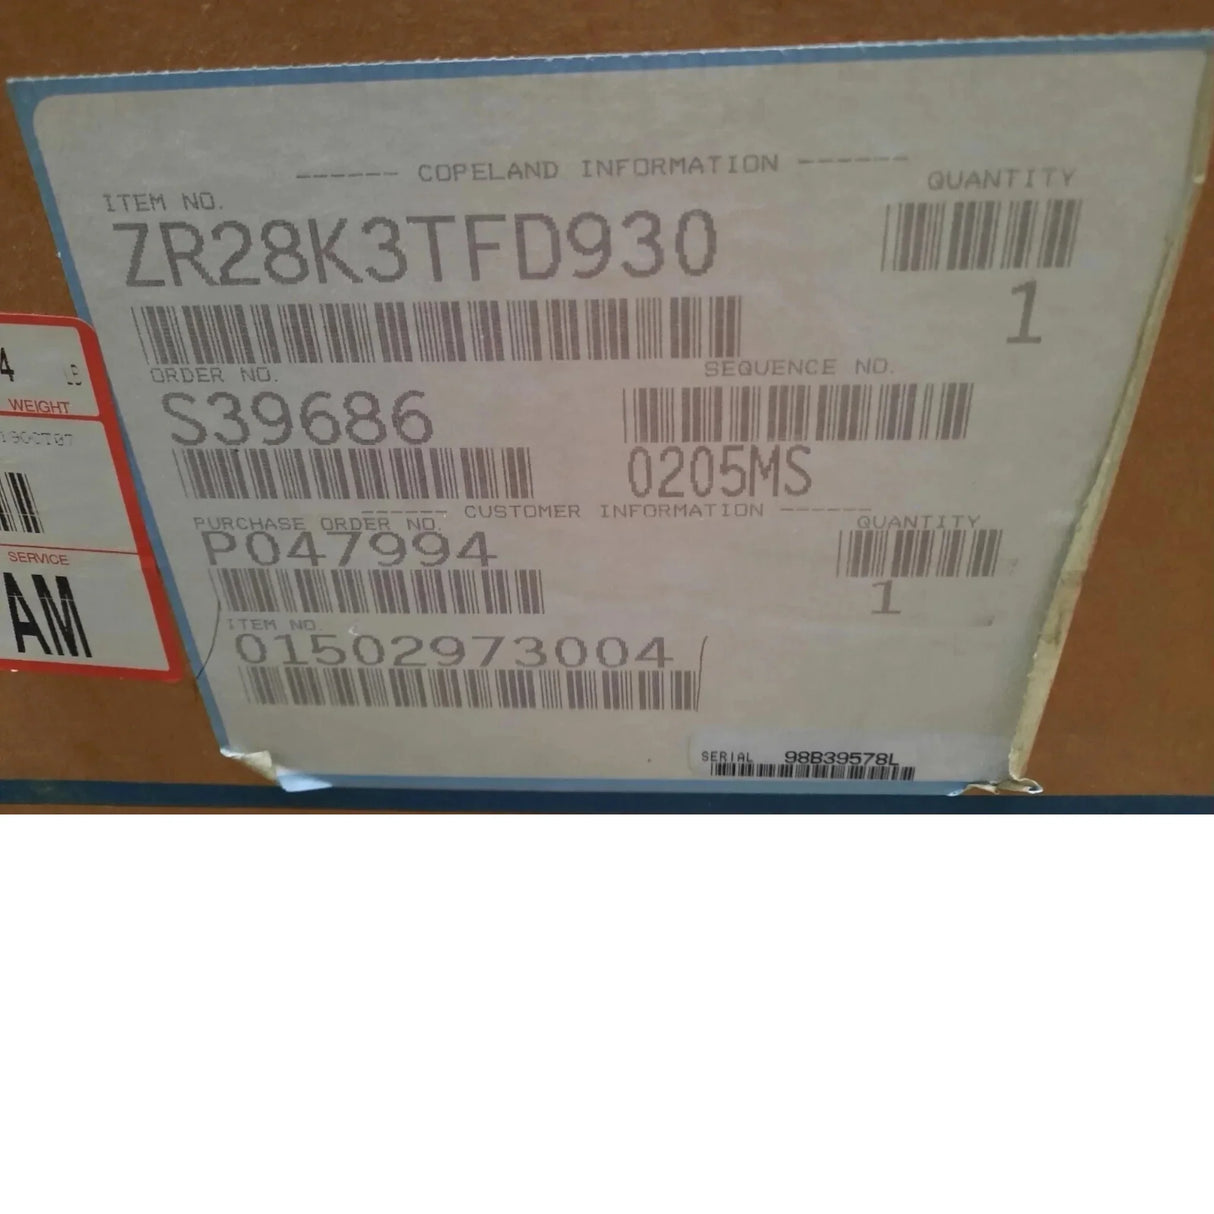 ------ COPELAND INFORMATION ------
ITEM NO.
QUANTITY
ZR28K3TFD930
1
ORDER NO.
SEQUENCE NO.
S39686
0205MS
------ CUSTOMER INFORMATION ------
PURCHASE ORDER NO.
QUANTITY
P047994
1
ITEM NO.
01502973004
SERIAL 98B39578L
4 LB
WEIGHT
19OCT07
SERVICE
AM